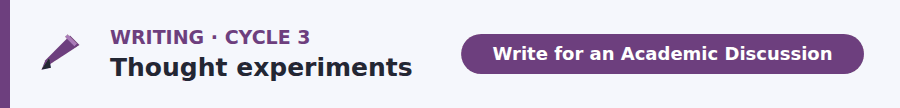 WRITING · CYCLE 3
Thought experiments
Write for an Academic Discussion